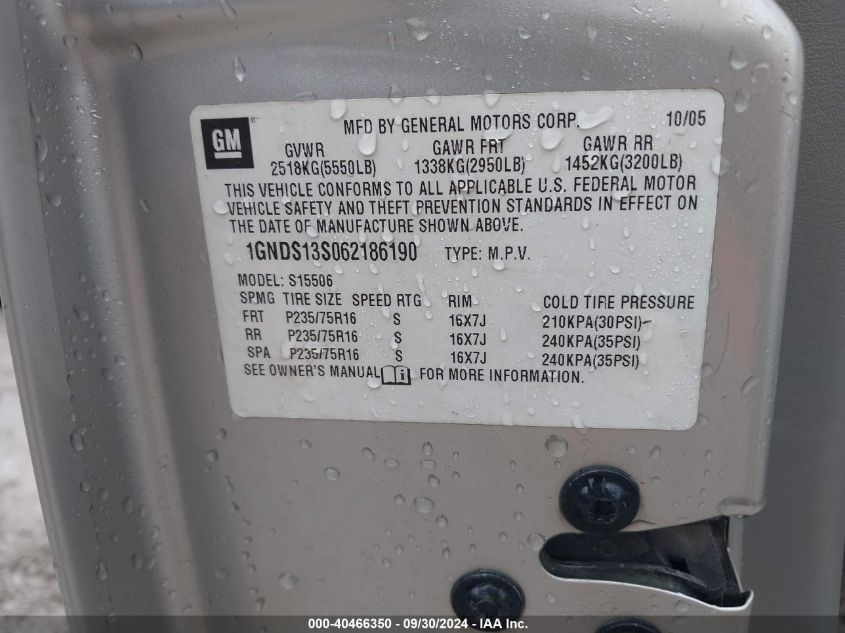 GM
MFD BY GENERAL MOTORS CORP. 10/05
GVWR GAWR FRT GAWR RR
2518KG(5550LB) 1338KG(2950LB) 1452KG(3200LB)
THIS VEHICLE CONFORMS TO ALL APPLICABLE U.S. FEDERAL MOTOR
VEHICLE SAFETY AND THEFT PREVENTION STANDARDS IN EFFECT ON
THE DATE OF MANUFACTURE SHOWN ABOVE.
1GNDS13S062186190 TYPE: M.P.V.
MODEL: S15506
SPMG TIRE SIZE SPEED RTG RIM COLD TIRE PRESSURE
FRT P235/75R16 S 16X7J 210KPA(30PSI)
RR P235/75R16 S 16X7J 240KPA(35PSI)
SPA P235/75R16 S 16X7J 240KPA(35PSI)
SEE OWNER'S MANUAL FOR MORE INFORMATION.
000-40466350 - 09/30/2024 - IAA Inc.